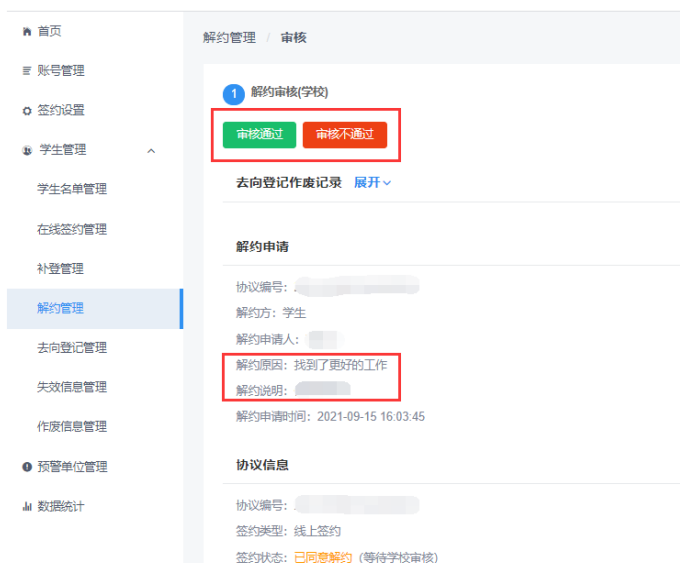 首页
账号管理
签约设置
学生管理
学生名单管理
在线签约管理
补登管理
解约管理
去向登记管理
失效信息管理
作废信息管理
预警单位管理
数据统计
解约管理 / 审核
1 解约审核(学校)
审核通过 审核不通过
去向登记作废记录 展开
解约申请
协议编号：
解约方：学生
解约申请人：
解约原因：找到了更好的工作
解约说明：
解约申请时间：2021-09-15 16:03:45
协议信息
协议编号：
签约类型：线上签约
签约状态：已同意解约（等待学校审核）